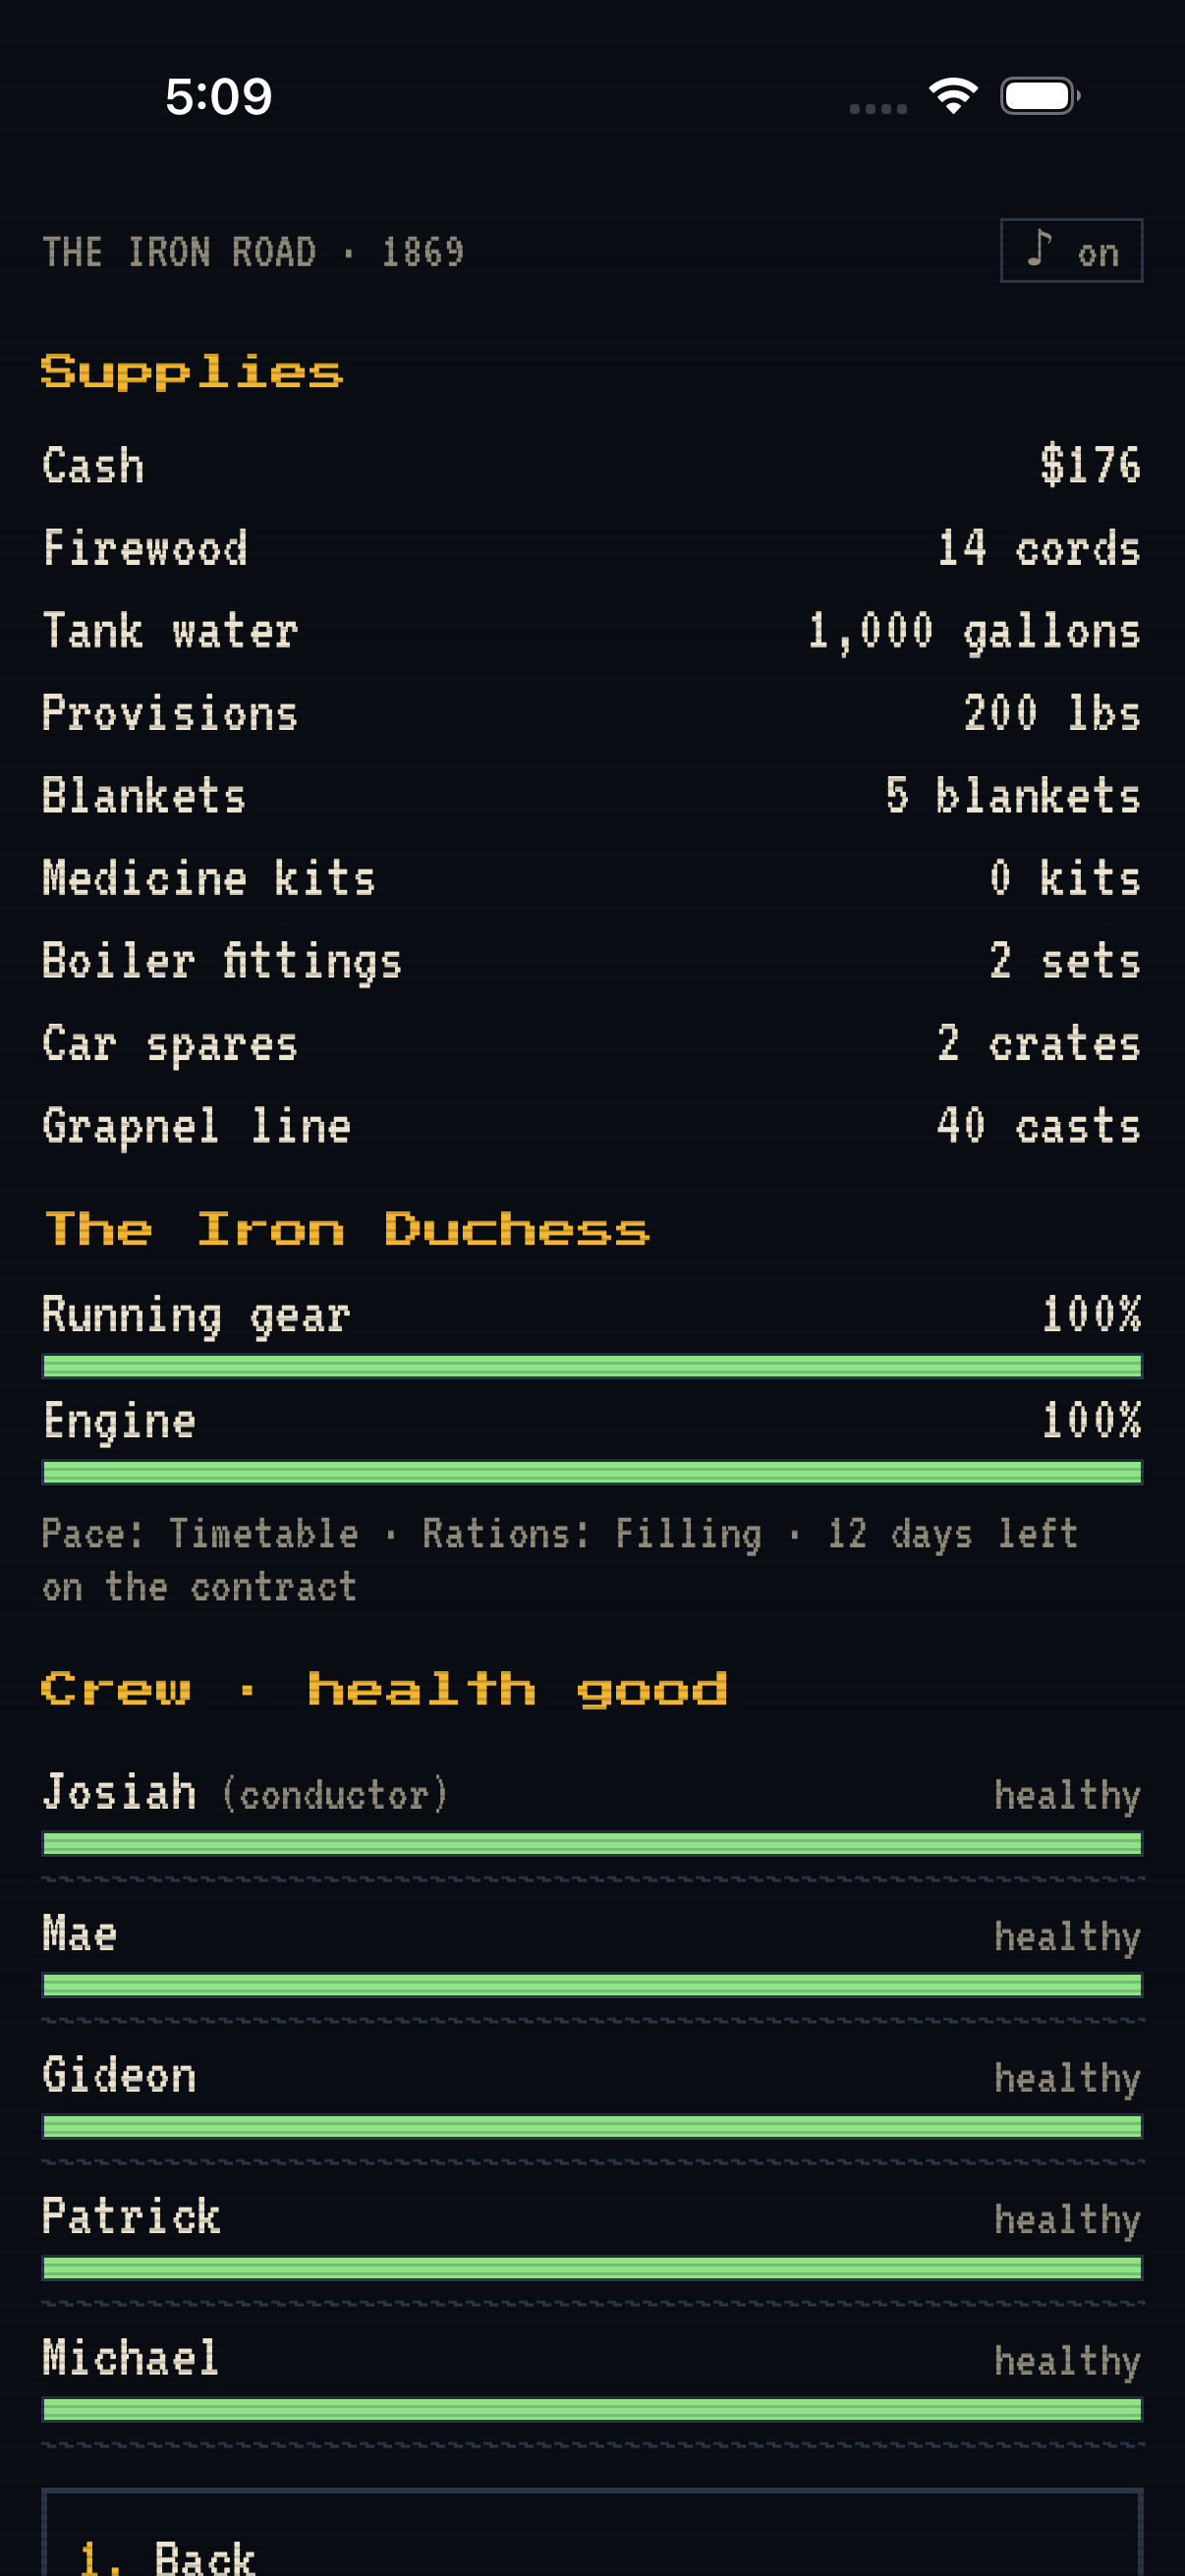 5:09
THE IRON ROAD · 1869 ♪ on
Supplies
Cash $176
Firewood 14 cords
Tank water 1,000 gallons
Provisions 200 lbs
Blankets 5 blankets
Medicine kits 0 kits
Boiler fittings 2 sets
Car spares 2 crates
Grapnel line 40 casts
The Iron Duchess
Running gear 100%
Engine 100%
Pace: Timetable · Rations: Filling · 12 days left
on the contract
Crew · health good
Josiah (conductor) healthy
Mae healthy
Gideon healthy
Patrick healthy
Michael healthy
1. Back